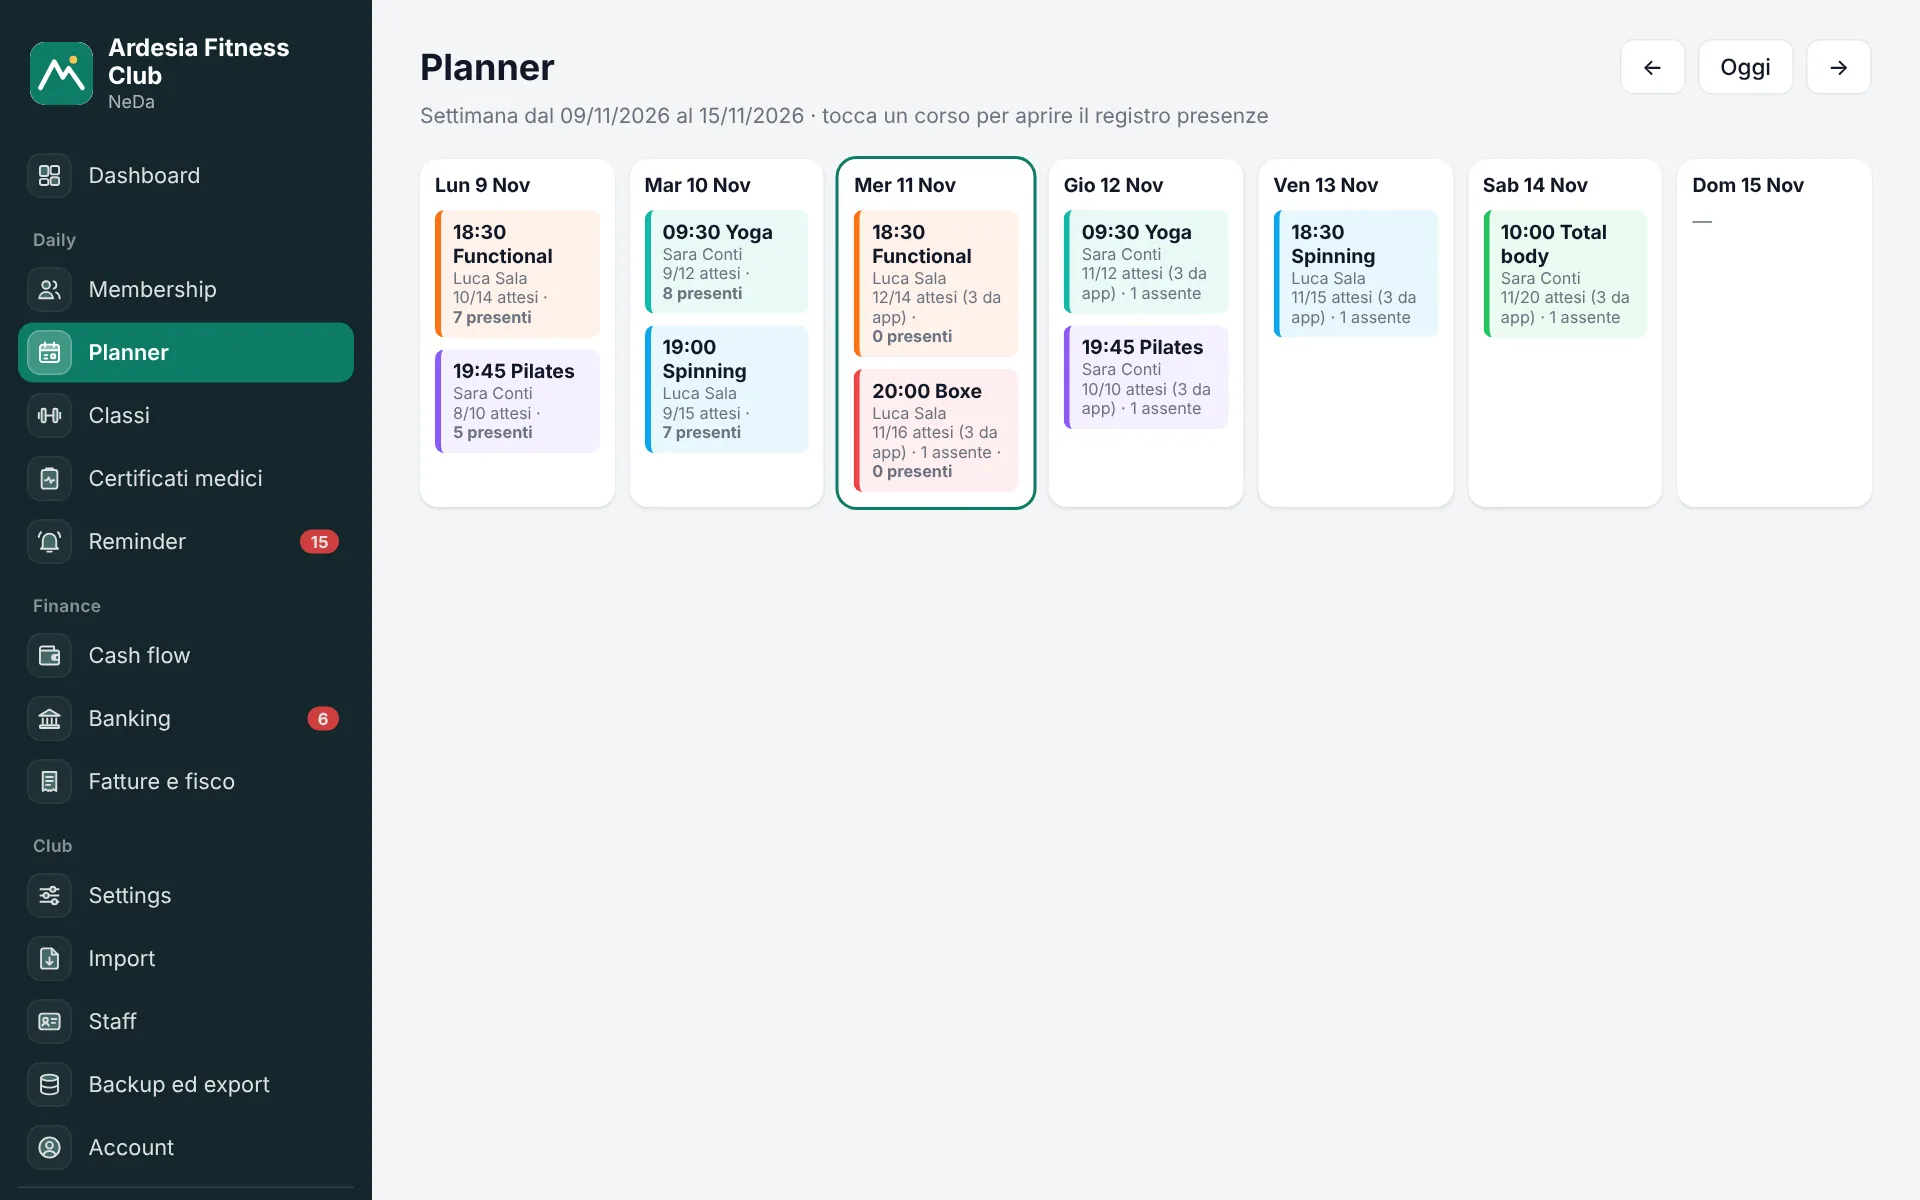 Ardesia Fitness
Club
NeDa
Dashboard
Daily
Membership
Planner
Classi
Certificati medici
Reminder
15
Finance
Cash flow
Banking
6
Fatture e fisco
Club
Settings
Import
Staff
Backup ed export
Account
Planner
←
Oggi
→
Settimana dal 09/11/2026 al 15/11/2026 · tocca un corso per aprire il registro presenze
Lun 9 Nov
18:30
Functional
Luca Sala
10/14 attesi ·
7 presenti
19:45 Pilates
Sara Conti
8/10 attesi ·
5 presenti
Mar 10 Nov
09:30 Yoga
Sara Conti
9/12 attesi ·
8 presenti
19:00
Spinning
Luca Sala
9/15 attesi ·
7 presenti
Mer 11 Nov
18:30
Functional
Luca Sala
12/14 attesi (3 da
app) ·
0 presenti
20:00 Boxe
Luca Sala
11/16 attesi (3 da
app) · 1 assente ·
0 presenti
Gio 12 Nov
09:30 Yoga
Sara Conti
11/12 attesi (3 da
app) · 1 assente
19:45 Pilates
Sara Conti
10/10 attesi (3 da
app) · 1 assente
Ven 13 Nov
18:30
Spinning
Luca Sala
11/15 attesi (3 da
app) · 1 assente
Sab 14 Nov
10:00 Total
body
Sara Conti
11/20 attesi (3 da
app) · 1 assente
Dom 15 Nov
—